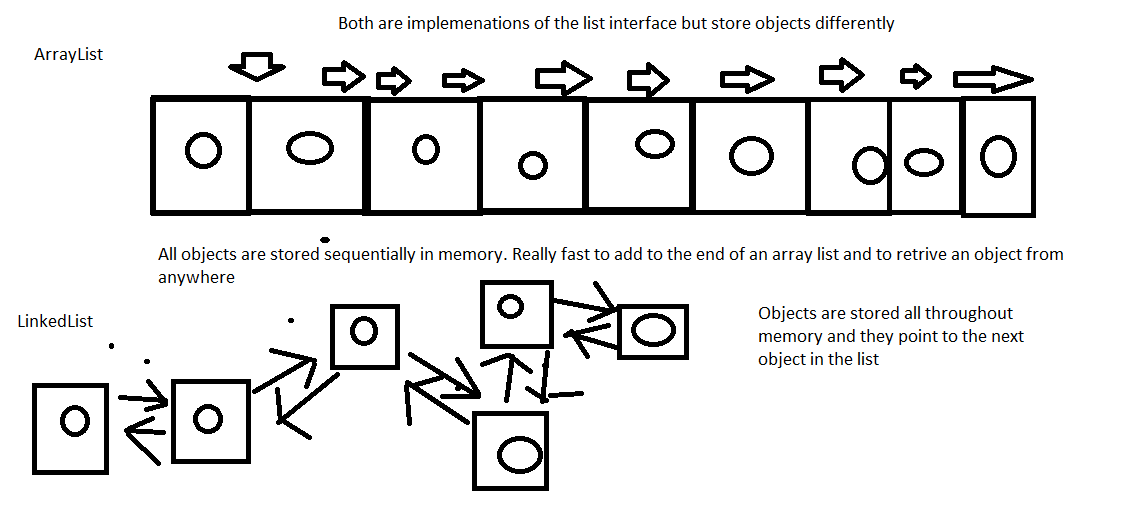 Both are implemenations of the list interface but store objects differently
ArrayList
All objects are stored sequentially in memory. Really fast to add to the end of an array list and to retrive an object from
anywhere
LinkedList
Objects are stored all throughout
memory and they point to the next
object in the list